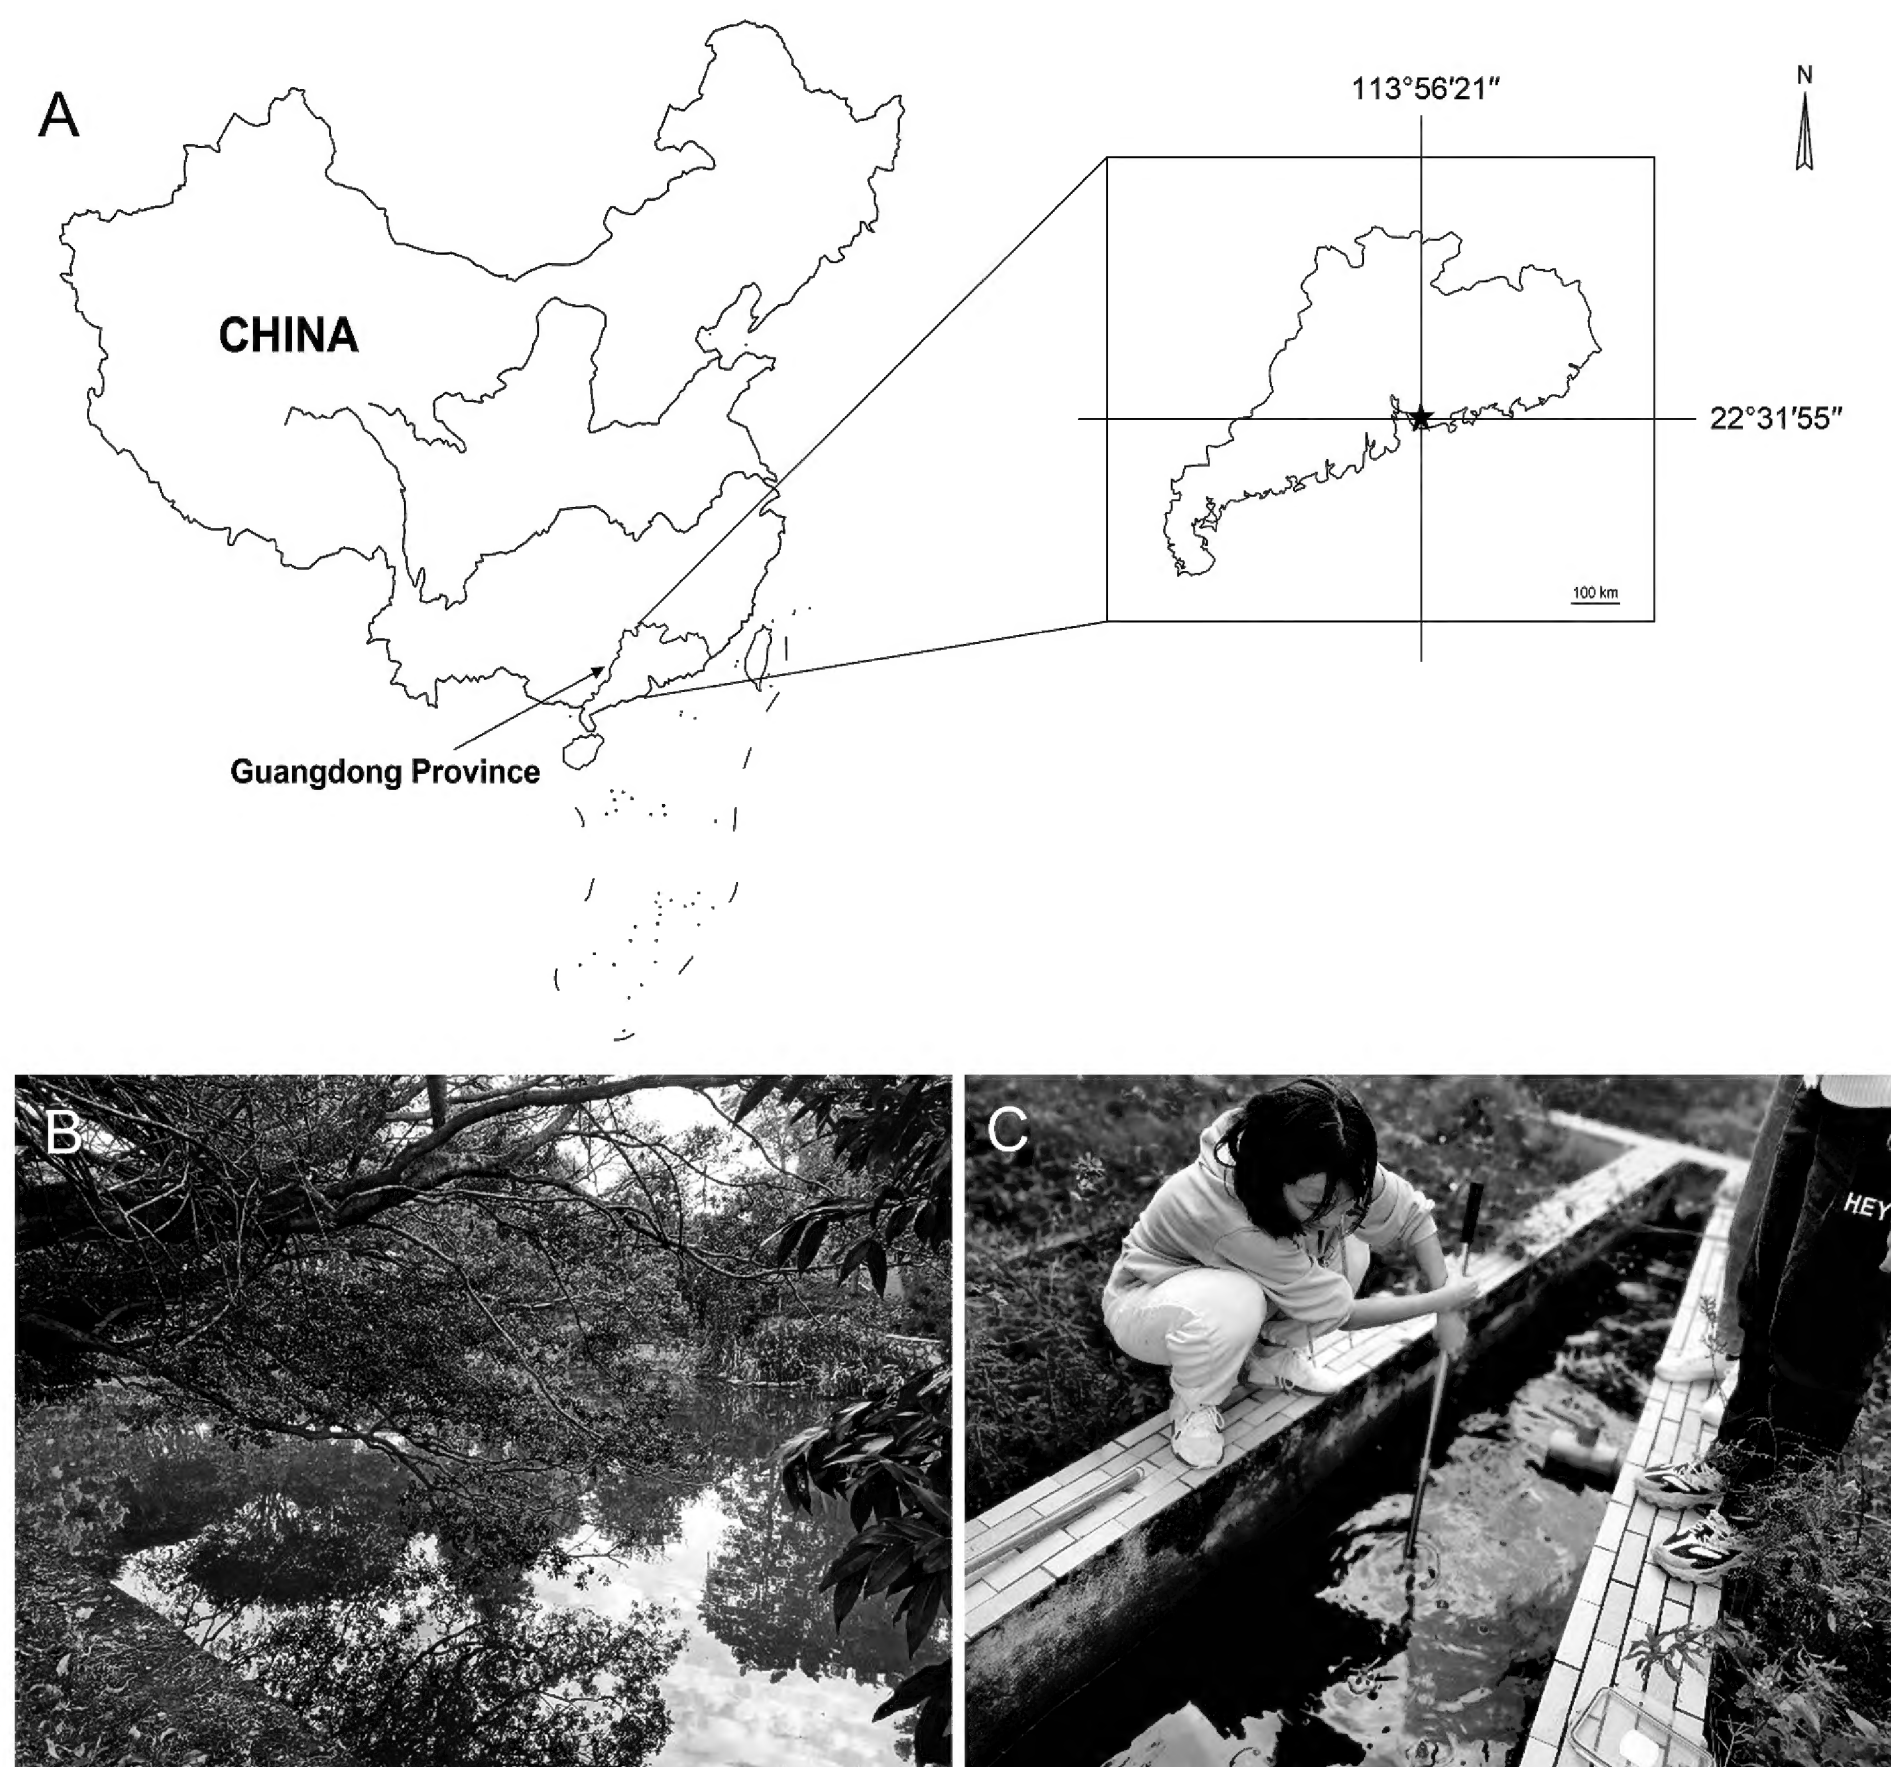 A
113°56′21″
N
CHINA
22°31′55″
100 km
Guangdong Province
B
C
HEY